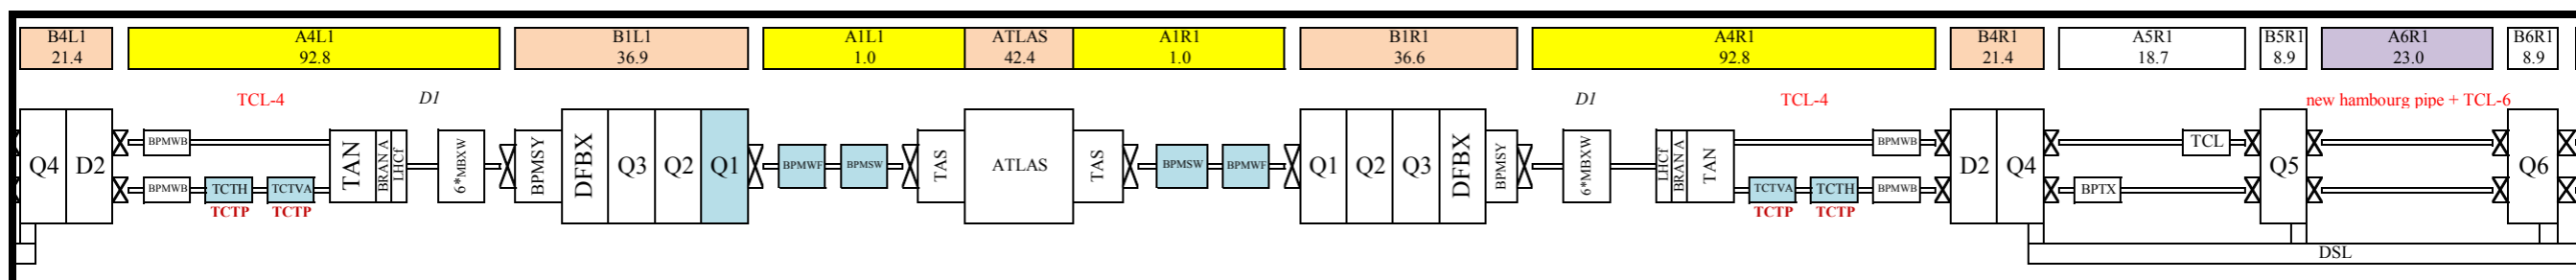 B4L1
21.4
A4L1
92.8
B1L1
36.9
A1L1
1.0
ATLAS
42.4
A1R1
1.0
B1R1
36.6
A4R1
92.8
B4R1
21.4
A5R1
18.7
B5R1
8.9
A6R1
23.0
B6R1
8.9
TCL-4
D1
D1
TCL-4
new hambourg pipe + TCL-6
Q4
D2
BPMWB
BPMWB
TCTH
TCTVA
TCTP
TCTP
TAN
BRAN A
LHCf
6*MBXW
BPMSY
DFBX
Q3
Q2
Q1
BPMWF
BPMSW
TAS
ATLAS
TAS
BPMSW
BPMWF
Q1
Q2
Q3
DFBX
BPMSY
6*MBXW
LHCf
BRAN A
TAN
TCTVA
TCTH
TCTP
TCTP
BPMWB
BPMWB
D2
Q4
BPTX
TCL
Q5
Q6
DSL